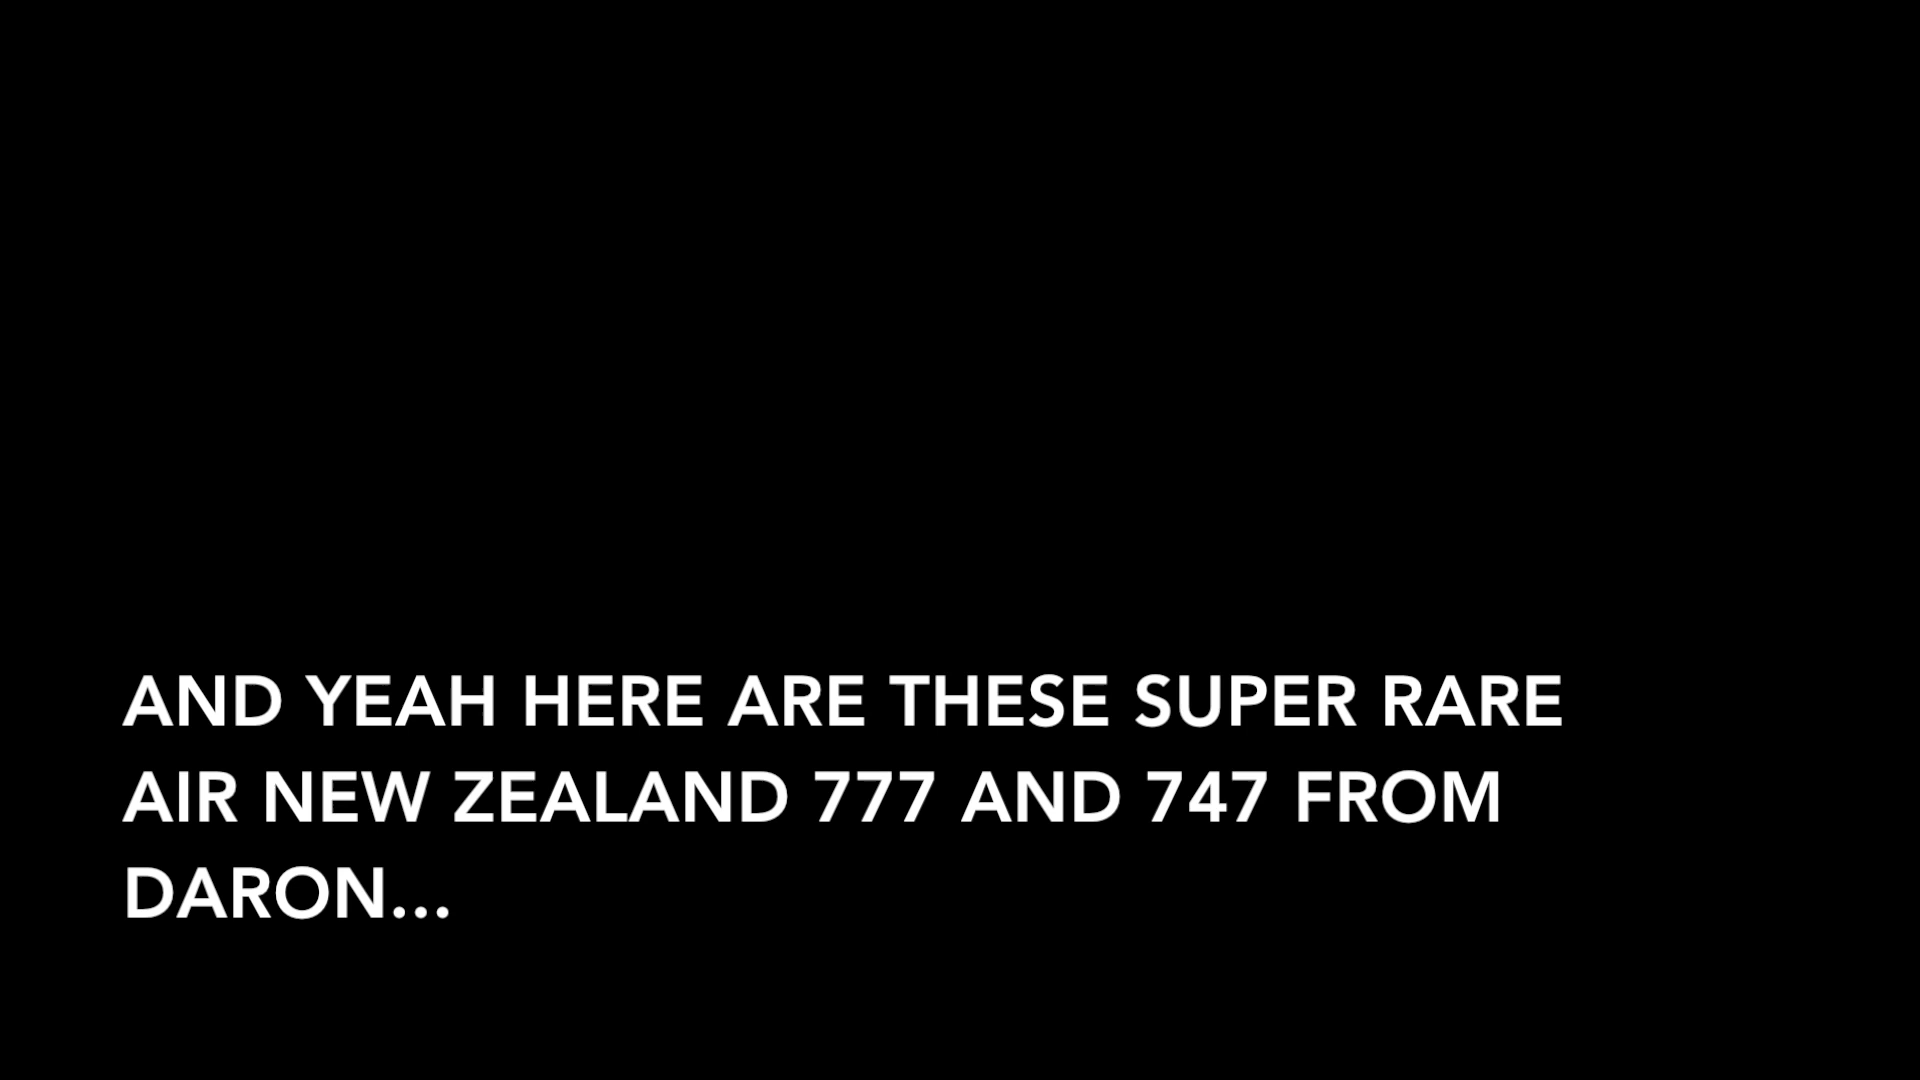 AND YEAH HERE ARE THESE SUPER RARE
AIR NEW ZEALAND 777 AND 747 FROM
DARON...